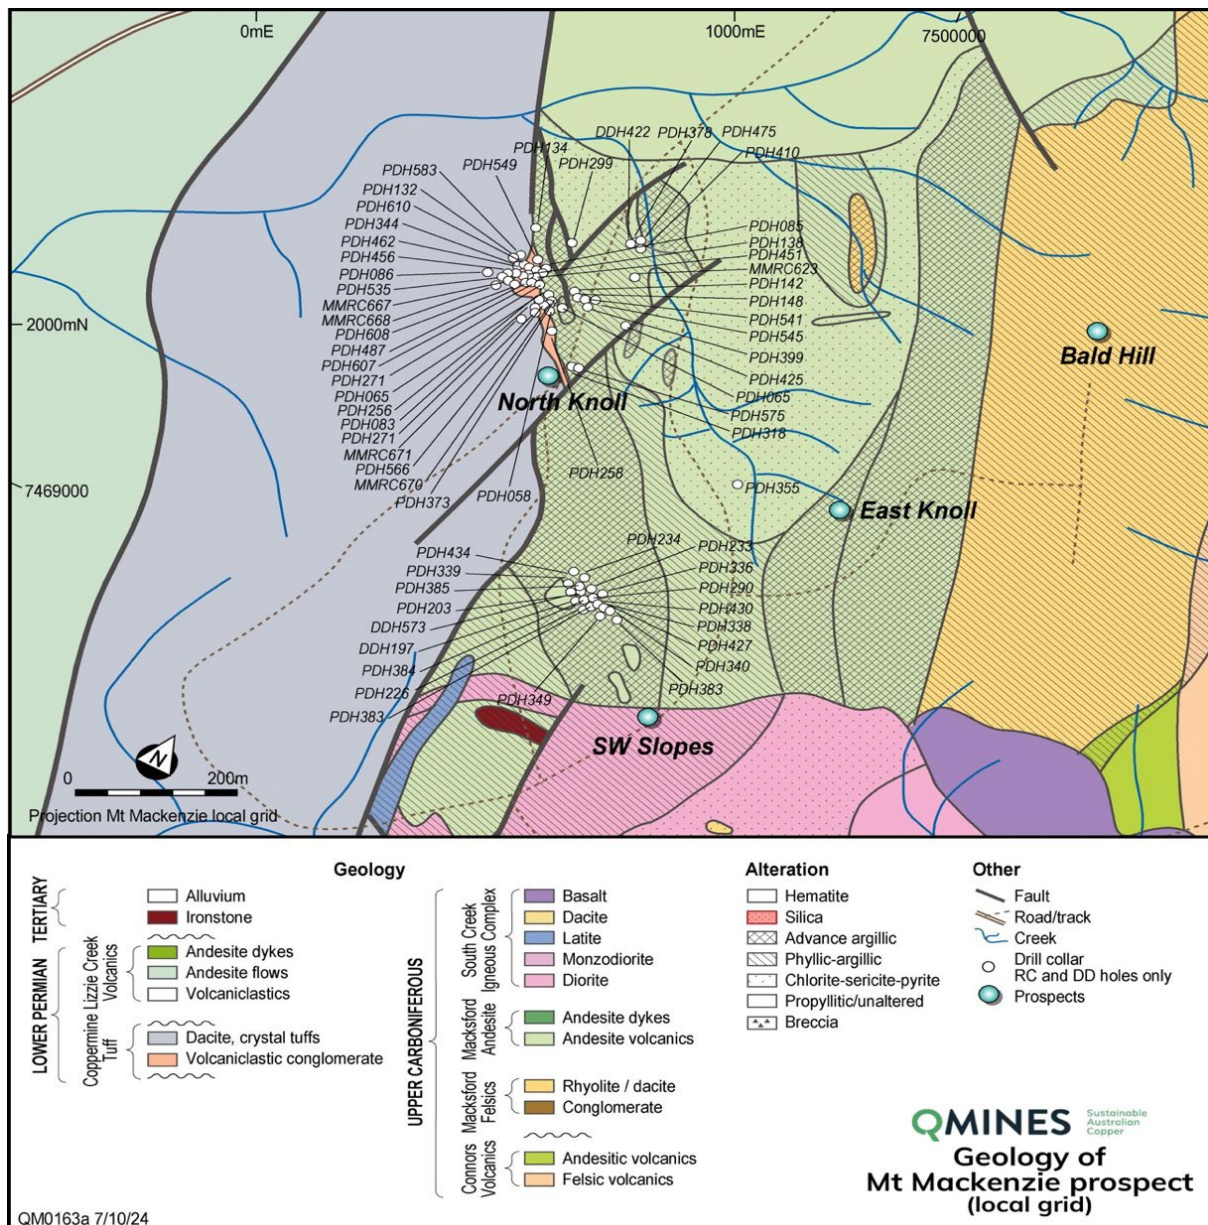 0mE
1000mE
7500000
DDH422
PDH378
PDH475
PDH134
PDH410
PDH549
PDH299
PDH583
PDH132
PDH610
PDH344
PDH462
PDH456
PDH086
PDH535
MMRC667
MMRC668
PDH608
PDH487
PDH607
PDH271
PDH065
PDH256
PDH083
PDH271
MMRC671
PDH566
MMRC670
PDH373
PDH058
PDH258
PDH085
PDH138
PDH451
MMRC623
PDH142
PDH148
PDH541
PDH545
PDH399
PDH425
PDH065
PDH575
PDH318
PDH355
2000mN
7469000
North Knoll
Bald Hill
East Knoll
PDH434
PDH339
PDH385
PDH203
DDH573
DDH197
PDH384
PDH226
PDH383
PDH349
PDH234
PDH233
PDH336
PDH290
PDH430
PDH338
PDH427
PDH340
PDH383
SW Slopes
N
0
200m
Projection Mt Mackenzie local grid
Geology
TERTIARY
Alluvium
Ironstone
LOWER PERMIAN
Lizzie Creek
Volcanics
Andesite dykes
Andesite flows
Volcaniclastics
Coppermine
Tuff
Dacite, crystal tuffs
Volcaniclastic conglomerate
UPPER CARBONIFEROUS
South Creek
Igneous Complex
Basalt
Dacite
Latite
Monzodiorite
Diorite
Macksford
Andesite
Andesite dykes
Andesite volcanics
Macksford
Felsics
Rhyolite / dacite
Conglomerate
Connors
Volcanics
Andesitic volcanics
Felsic volcanics
Alteration
Hematite
Silica
Advance argillic
Phyllic-argillic
Chlorite-sericite-pyrite
Propyllitic/unaltered
Breccia
Other
Fault
Road/track
Creek
Drill collar
RC and DD holes only
Prospects
QMINES
Sustainable
Australian
Copper
Geology of
Mt Mackenzie prospect
(local grid)
QM0163a 7/10/24